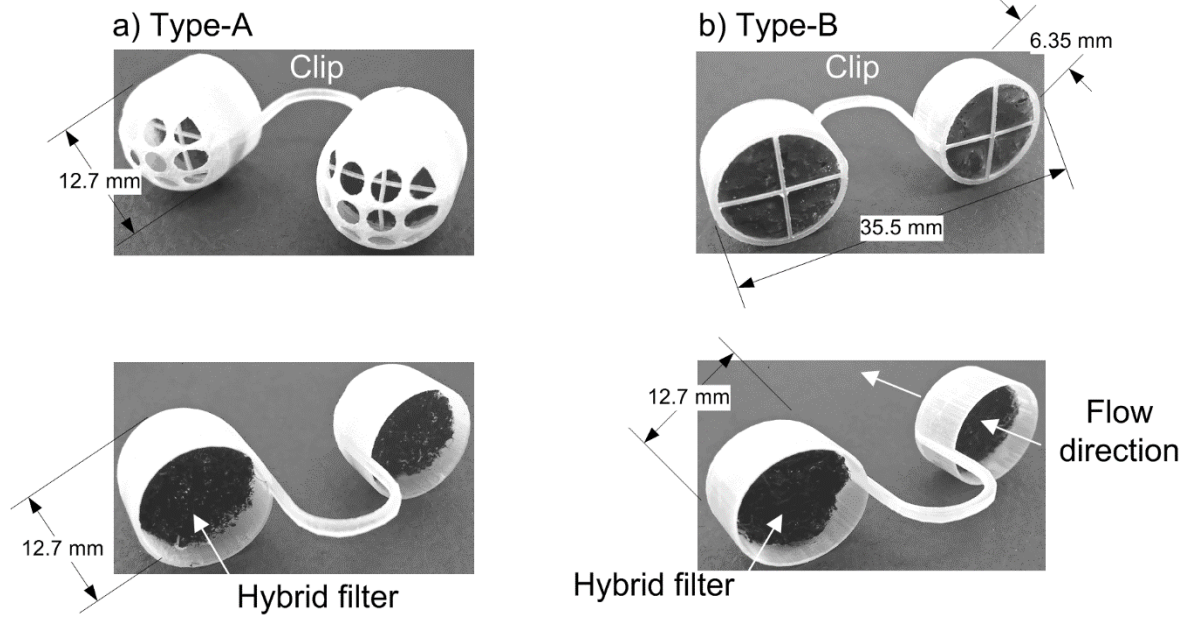 a) Type-A
Clip
12.7 mm
b) Type-B
Clip
6.35 mm
35.5 mm
12.7 mm
Hybrid filter
12.7 mm
Flow
direction
Hybrid filter